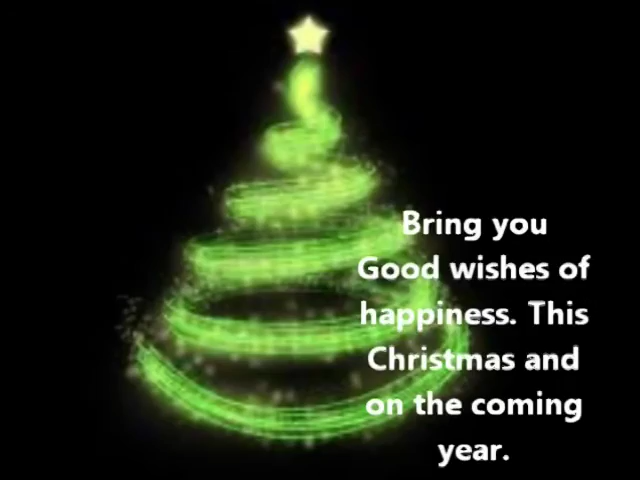 Bring you
Good wishes of
happiness. This
Christmas and
on the coming
year.